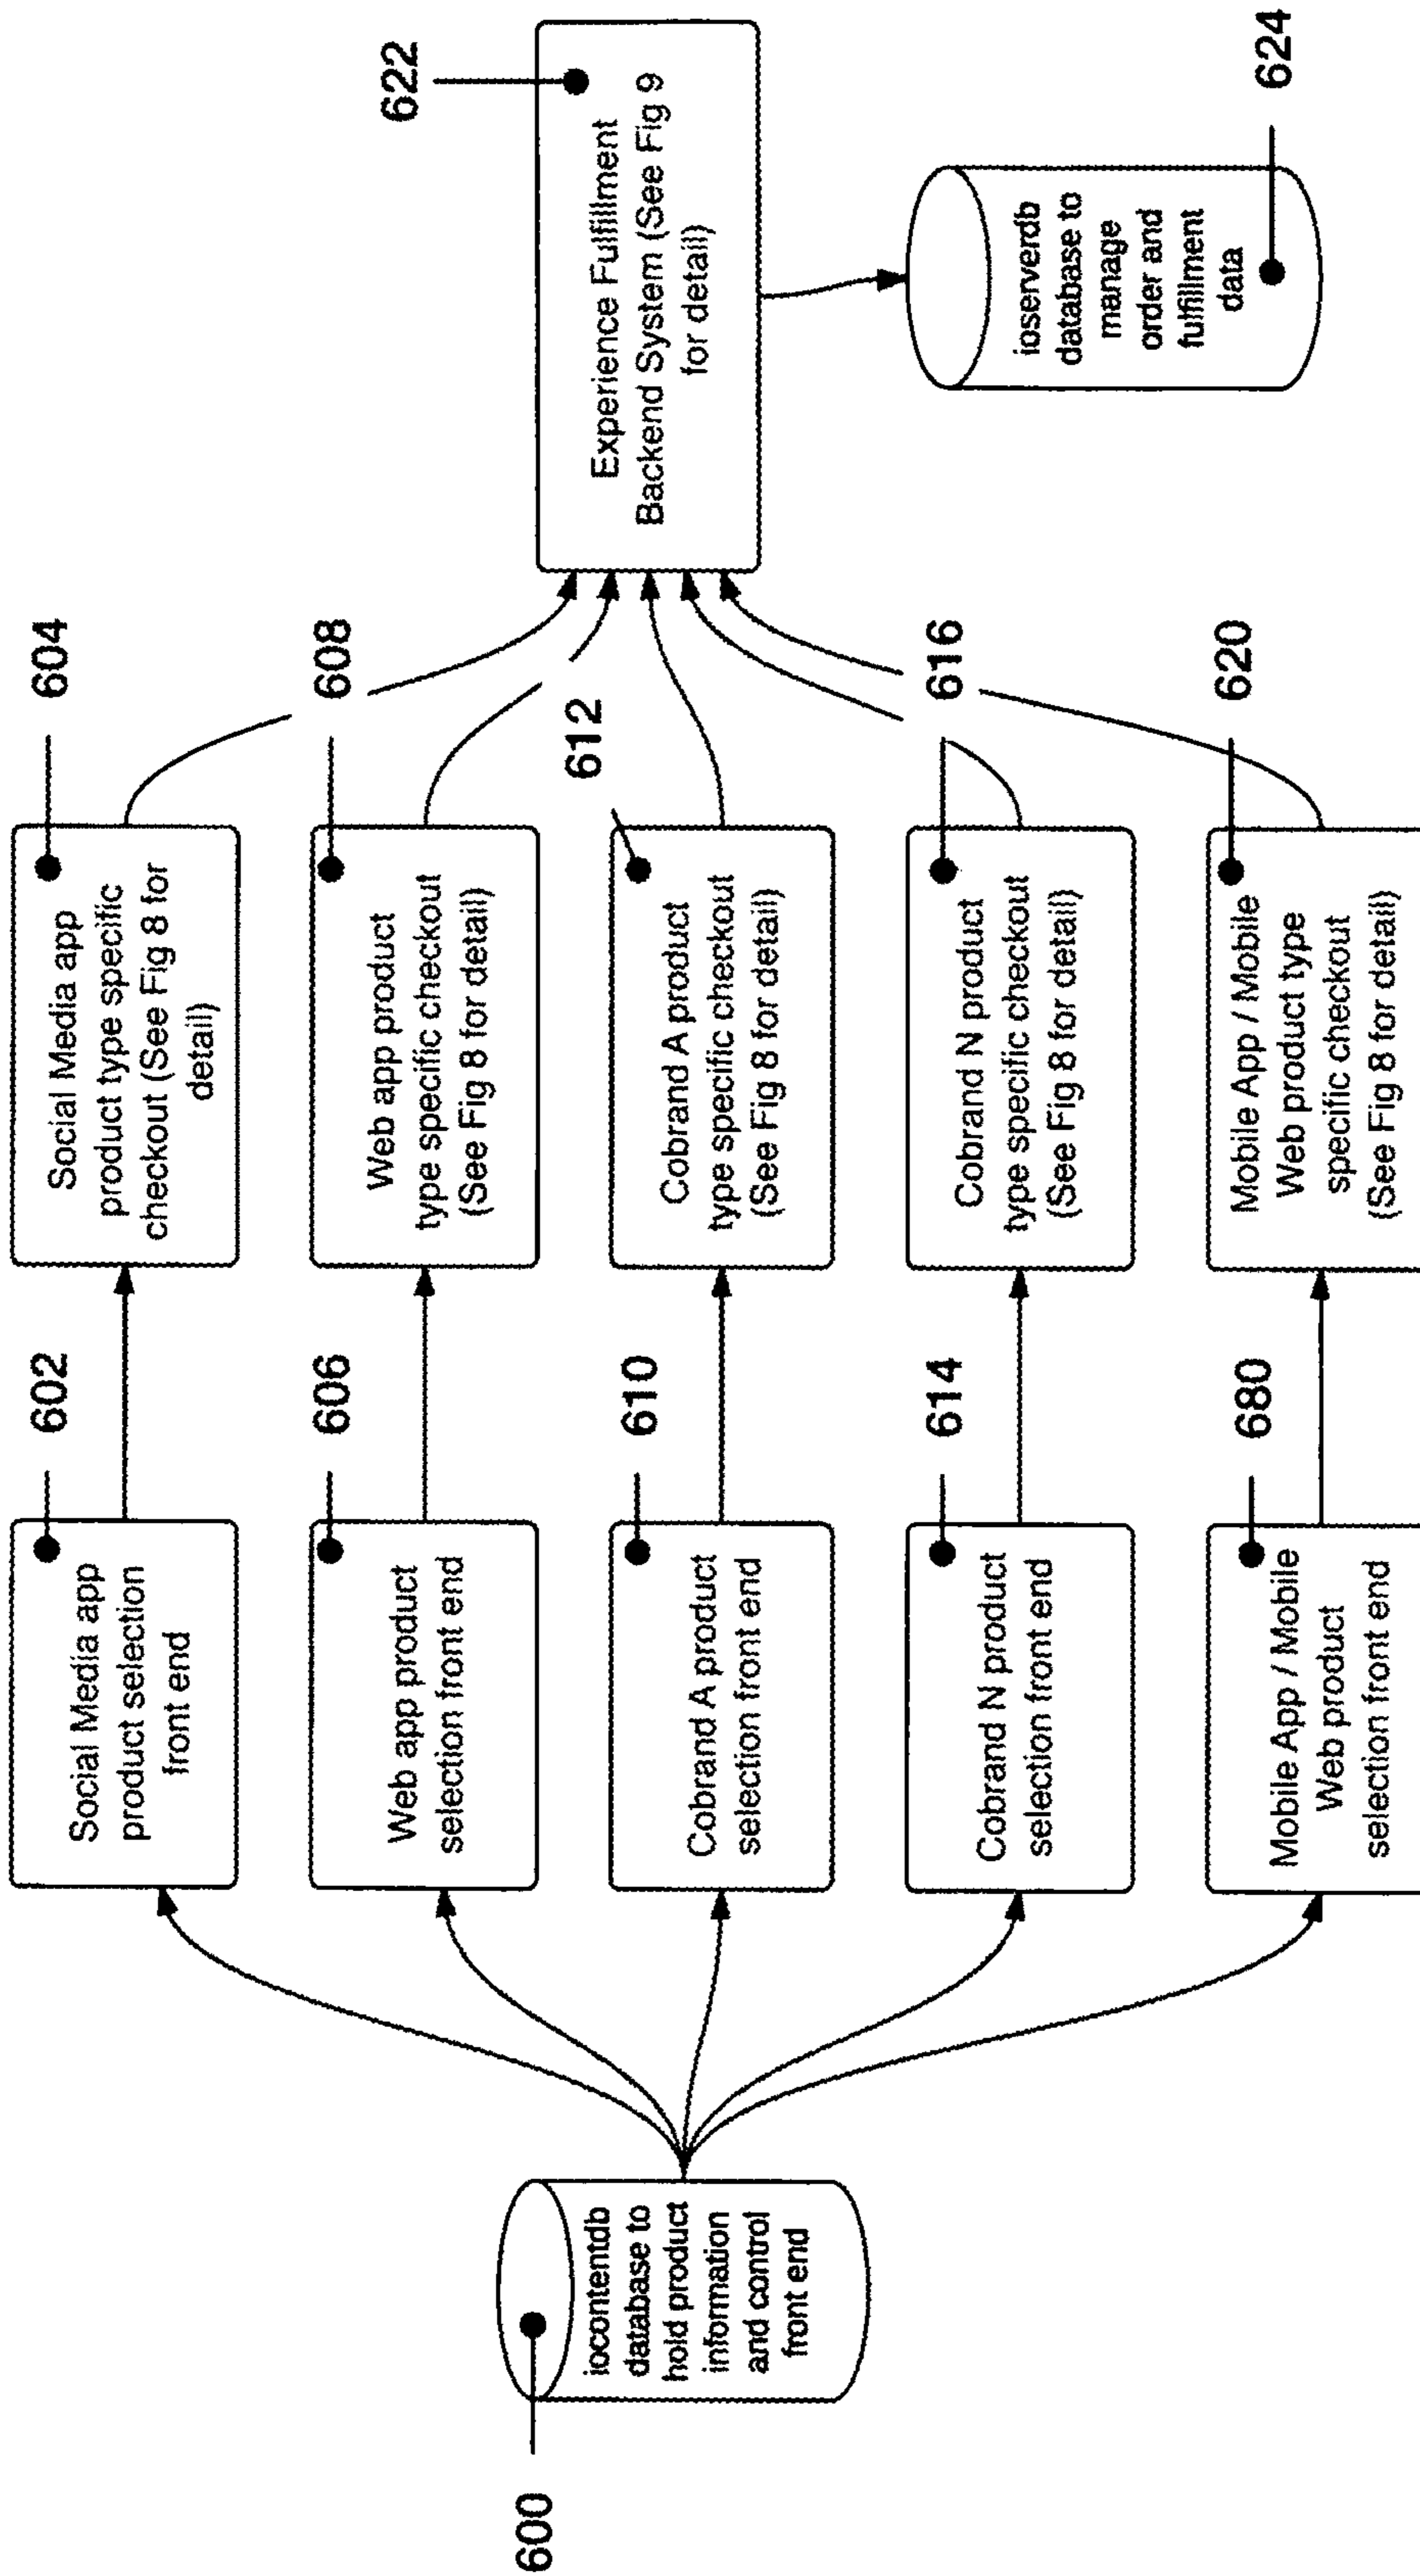 600
iocontentdb
database to
hold product
information
and control
front end
602
Social Media app
product selection
front end
604
Social Media app
product type specific
checkout (See Fig 8 for
detail)
606
Web app product
selection front end
608
Web app product
type specific checkout
(See Fig 8 for detail)
610
Cobrand A product
selection front end
612
Cobrand A product
type specific checkout
(See Fig 8 for detail)
614
Cobrand N product
selection front end
616
Cobrand N product
type specific checkout
(See Fig 8 for detail)
680
Mobile App / Mobile
Web product
selection front end
620
Mobile App / Mobile
Web product type
specific checkout
(See Fig 8 for detail)
622
Experience Fulfillment
Backend System (See Fig 9
for detail)
624
ioserverdb
database to
manage
order and
fulfillment
data